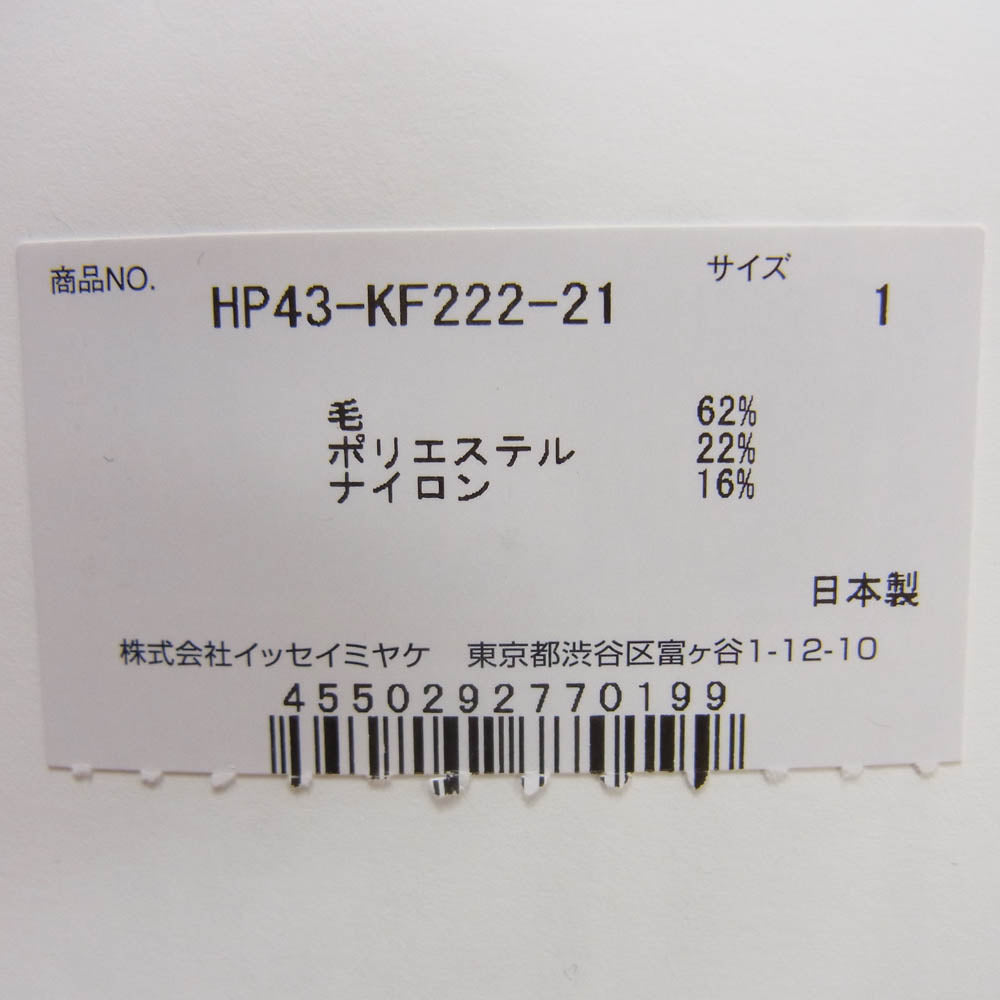 商品NO. HP43-KF222-21 サイズ 1
毛 62%
ポリエステル 22%
ナイロン 16%
日本製
株式会社イッセイミヤケ 東京都渋谷区富ヶ谷1-12-10
4550292770199